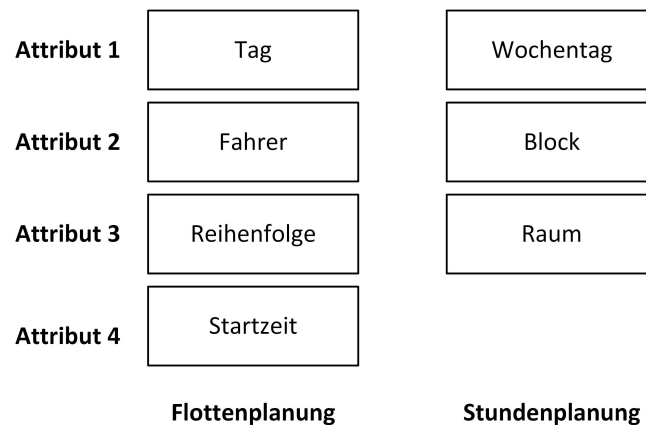 Attribut 1 Tag Wochentag
Attribut 2 Fahrer Block
Attribut 3 Reihenfolge Raum
Attribut 4 Startzeit
Flottenplanung Stundenplanung